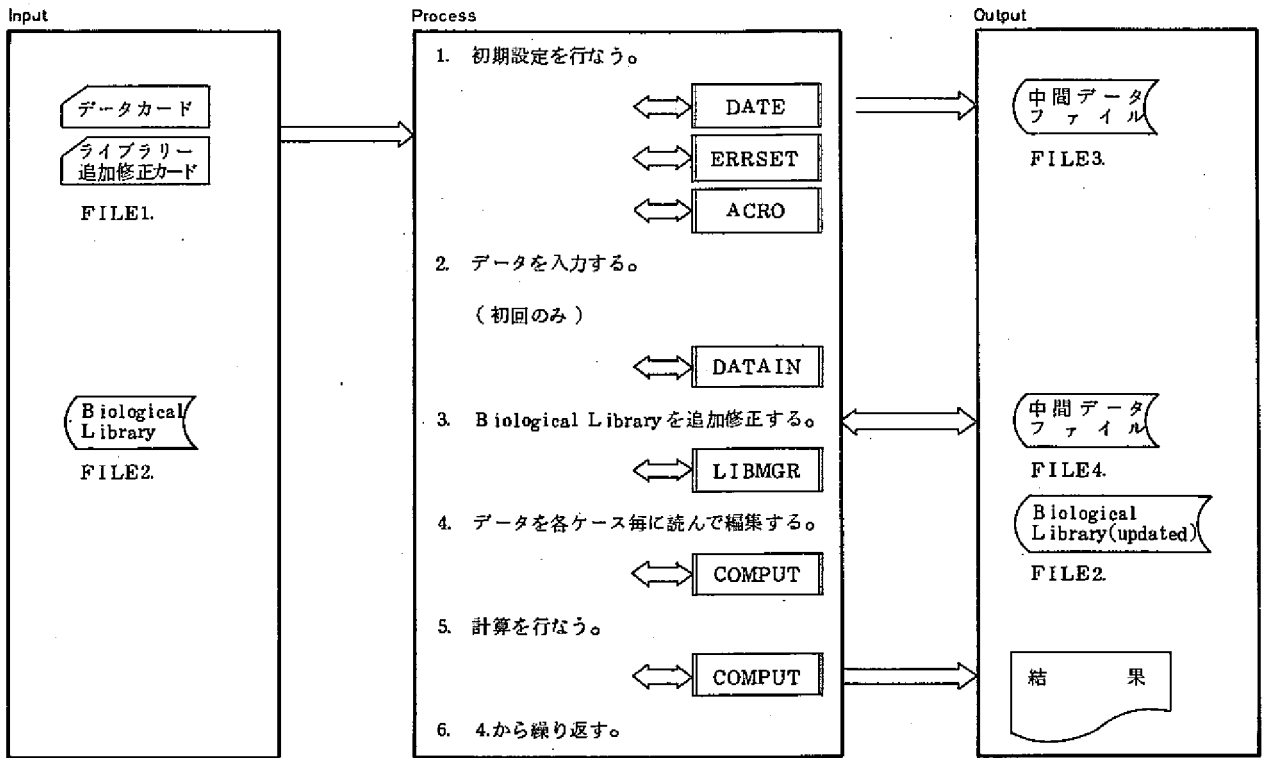 Input
データカード
ライブラリー
追加修正カード
FILE1.
Biological
Library
FILE2.
Process
1. 初期設定を行なう。
DATE
ERRSET
ACRO
2. データを入力する。
(初回のみ)
DATAIN
3. Biological Libraryを追加修正する。
LIBMGR
4. データを各ケース毎に読んで編集する。
COMPUT
5. 計算を行なう。
COMPUT
6. 4.から繰り返す。
Output
中間データ
ファイル
FILE3.
中間データ
ファイル
FILE4.
Biological
Library(updated)
FILE2.
結果